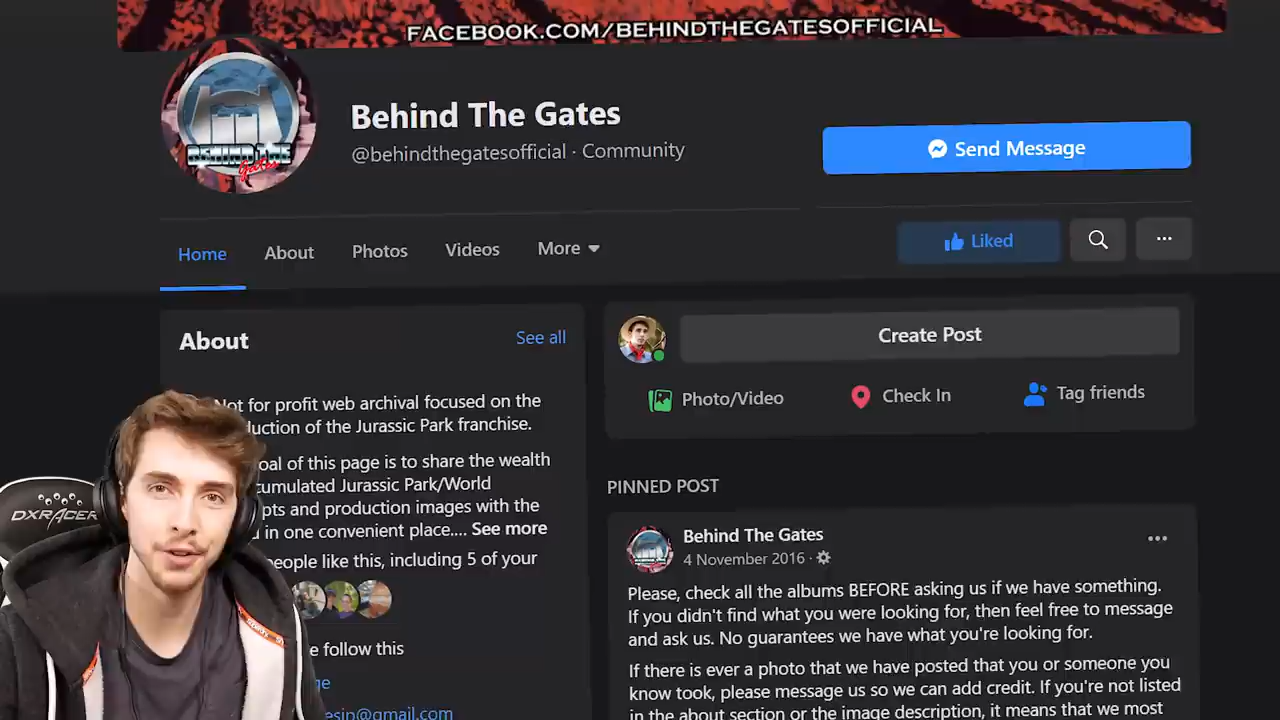 FACEBOOK.COM/BEHINDTHEGATESOFFICIAL
BEHIND THE
Gates
Behind The Gates
@behindthegatesofficial · Community
Send Message
Home
About
Photos
Videos
More
Liked
About
See all
Not for profit web archival focused on the
duction of the Jurassic Park franchise.
oal of this page is to share the wealth
cumulated Jurassic Park/World
pts and production images with the
in one convenient place.... See more
people like this, including 5 of your
e follow this
DXRACER
Create Post
Photo/Video
Check In
Tag friends
PINNED POST
Behind The Gates
4 November 2016 ·
Please, check all the albums BEFORE asking us if we have something.
If you didn't find what you were looking for, then feel free to message
and ask us. No guarantees we have what you're looking for.
If there is ever a photo that we have posted that you or someone you
know took, please message us so we can add credit. If you're not listed
in the about section or the image description, it means that we most